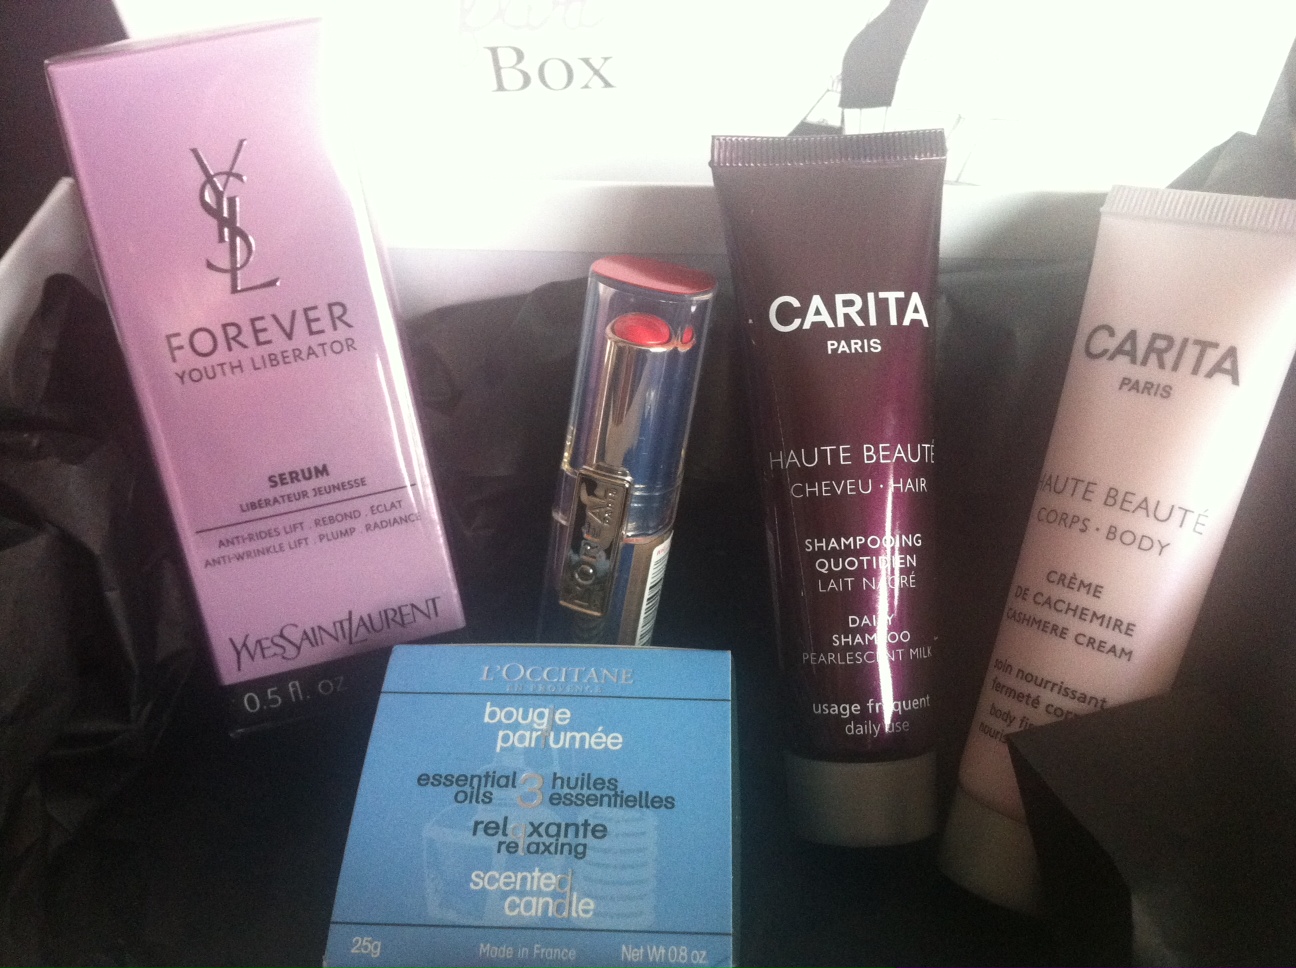 Box
YSL
FOREVER
YOUTH LIBERATOR
SERUM
LIBÉRATEUR JEUNESSE
ANTI-RIDES LIFT . REBOND . ÉCLAT
ANTI-WRINKLE LIFT . PLUMP . RADIANCE
YVESSAINTLAURENT
0.5 fl. oz
L'ORÉAL
L'OCCITANE
EN PROVENCE
bougie
parfumée
essential 3 huiles
oils essentielles
relaxante
relaxing
scented
candle
25g Made in France Net Wt 0.8 oz.
CARITA
PARIS
HAUTE BEAUTÉ
CHEVEU · HAIR
SHAMPOOING
QUOTIDIEN
LAIT NACRÉ
DAILY
SHAMPOO
PEARLESCENT MILK
usage fréquent
daily use
CARITA
PARIS
HAUTE BEAUTÉ
CORPS · BODY
CRÈME
DE CACHEMIRE
CASHMERE CREAM
soin nourrissant
fermeté
body